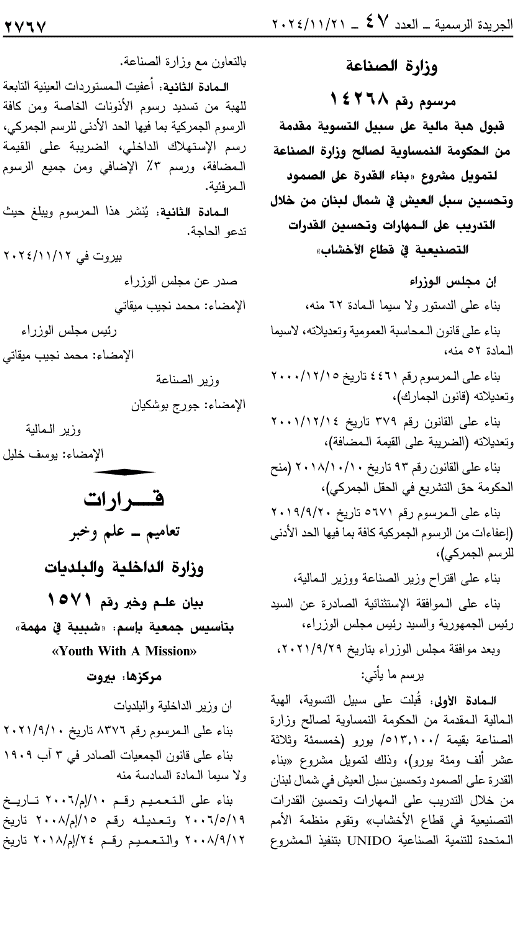 الجريدة الرسمية ــ العدد ٤٧ ــ ٢٠٢٤/١١/٢١
٢٧٦٧
وزارة الصناعة
مرسوم رقم ١٤٢٦٨
قبول هبة مالية على سبيل التسوية مقدمة
من الحكومة النمساوية لصالح وزارة الصناعة
لتمويل مشروع «بناء القدرة على الصمود
وتحسين سبل العيش في شمال لبنان من خلال
التدريب على المهارات وتحسين القدرات
التصنيعية في قطاع الأخشاب»
إن مجلس الوزراء
بناء على الدستور ولا سيما المادة ٦٢ منه،
بناء على قانون المحاسبة العمومية وتعديلاته، لاسيما
المادة ٥٢ منه،
بناء على المرسوم رقم ٤٤٦١ تاريخ ٢٠٠٠/١٢/١٥
وتعديلاته (قانون الجمارك)،
بناء على القانون رقم ٣٧٩ تاريخ ٢٠٠١/١٢/١٤
وتعديلاته (الضريبة على القيمة المضافة)،
بناء على القانون رقم ٩٣ تاريخ ٢٠١٨/١٠/١٠ (منح
الحكومة حق التشريع في الحقل الجمركي)،
بناء على المرسوم رقم ٥٦٧١ تاريخ ٢٠١٩/٩/٢٠
(إعفاءات من الرسوم الجمركية كافة بما فيها الحد الأدنى
للرسم الجمركي)،
بناء على اقتراح وزير الصناعة ووزير المالية،
بناء على الموافقة الإستثنائية الصادرة عن السيد
رئيس الجمهورية والسيد رئيس مجلس الوزراء،
وبعد موافقة مجلس الوزراء بتاريخ ٢٠٢١/٩/٢٩،
يرسم ما يأتي:
المادة الأولى: قُبلت على سبيل التسوية، الهبة
المالية المقدمة من الحكومة النمساوية لصالح وزارة
الصناعة بقيمة /٥١٣,١٠٠/ يورو (خمسمئة وثلاثة
عشر ألف ومئة يورو)، وذلك لتمويل مشروع «بناء
القدرة على الصمود وتحسين سبل العيش في شمال لبنان
من خلال التدريب على المهارات وتحسين القدرات
التصنيعية في قطاع الأخشاب» وتقوم منظمة الأمم
المتحدة للتنمية الصناعية UNIDO بتنفيذ المشروع
بالتعاون مع وزارة الصناعة.
المادة الثانية: أعفيت المستوردات العينية التابعة
للهبة من تسديد رسوم الأذونات الخاصة ومن كافة
الرسوم الجمركية بما فيها الحد الأدنى للرسم الجمركي،
رسم الإستهلاك الداخلي، الضريبة على القيمة
المضافة، ورسم ٣٪ الإضافي ومن جميع الرسوم
المرفئية.
المادة الثانية: يُنشر هذا المرسوم ويبلغ حيث
تدعو الحاجة.
بيروت في ٢٠٢٤/١١/١٢
صدر عن مجلس الوزراء
الإمضاء: محمد نجيب ميقاتي
رئيس مجلس الوزراء
الإمضاء: محمد نجيب ميقاتي
وزير الصناعة
الإمضاء: جورج بوشكيان
وزير المالية
الإمضاء: يوسف خليل
قــرارات
تعاميم ــ علم وخبر
وزارة الداخلية والبلديات
بيان علم وخبر رقم ١٥٧١
بتأسيس جمعية بإسم: «شبيبة في مهمة»
«Youth With A Mission»
مركزها: بيروت
ان وزير الداخلية والبلديات
بناء على المرسوم رقم ٨٣٧٦ تاريخ ٢٠٢١/٩/١٠
بناء على قانون الجمعيات الصادر في ٣ آب ١٩٠٩
ولا سيما المادة السادسة منه
بناء على التعميم رقم ١٠/إم/٢٠٠٦ تاريخ
٢٠٠٦/٥/١٩ وتعديله رقم ١٥/إم/٢٠٠٨ تاريخ
٢٠٠٨/٩/١٢ والتعميم رقم ٢٤/إم/٢٠١٨ تاريخ